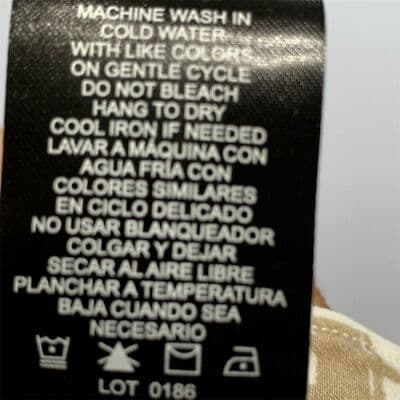 MACHINE WASH IN
COLD WATER
WITH LIKE COLORS
ON GENTLE CYCLE
DO NOT BLEACH
HANG TO DRY
COOL IRON IF NEEDED
LAVAR A MÁQUINA CON
AGUA FRÍA CON
COLORES SIMILARES
EN CICLO DELICADO
NO USAR BLANQUEADOR
COLGAR Y DEJAR
SECAR AL AIRE LIBRE
PLANCHAR A TEMPERATURA
BAJA CUANDO SEA
NECESARIO
LOT 0186